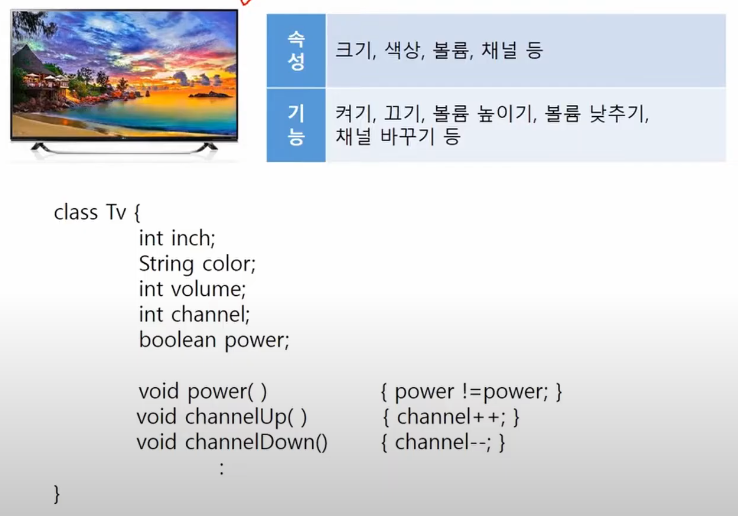 속성
크기, 색상, 볼륨, 채널 등
기능
켜기, 끄기, 볼륨 높이기, 볼륨 낮추기,
채널 바꾸기 등
class Tv {
int inch;
String color;
int volume;
int channel;
boolean power;
void power( ) { power !=power; }
void channelUp( ) { channel++; }
void channelDown() { channel--; }
:
}